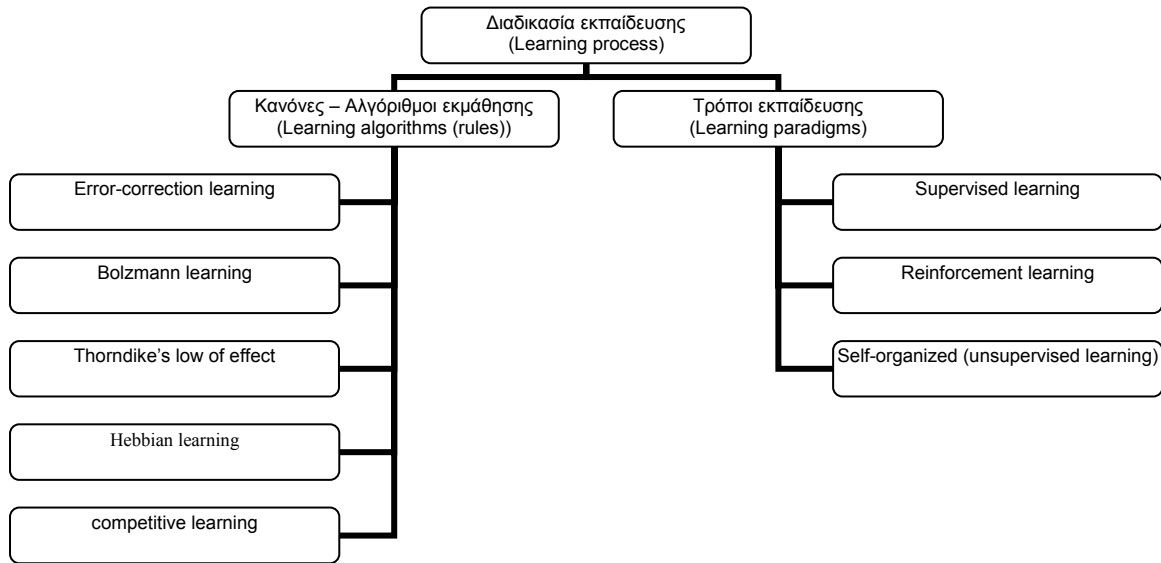 Διαδικασία εκπαίδευσης
(Learning process)
Κανόνες – Αλγόριθμοι εκμάθησης
(Learning algorithms (rules))
Τρόποι εκπαίδευσης
(Learning paradigms)
Error-correction learning
Bolzmann learning
Thorndike’s low of effect
Hebbian learning
competitive learning
Supervised learning
Reinforcement learning
Self-organized (unsupervised learning)